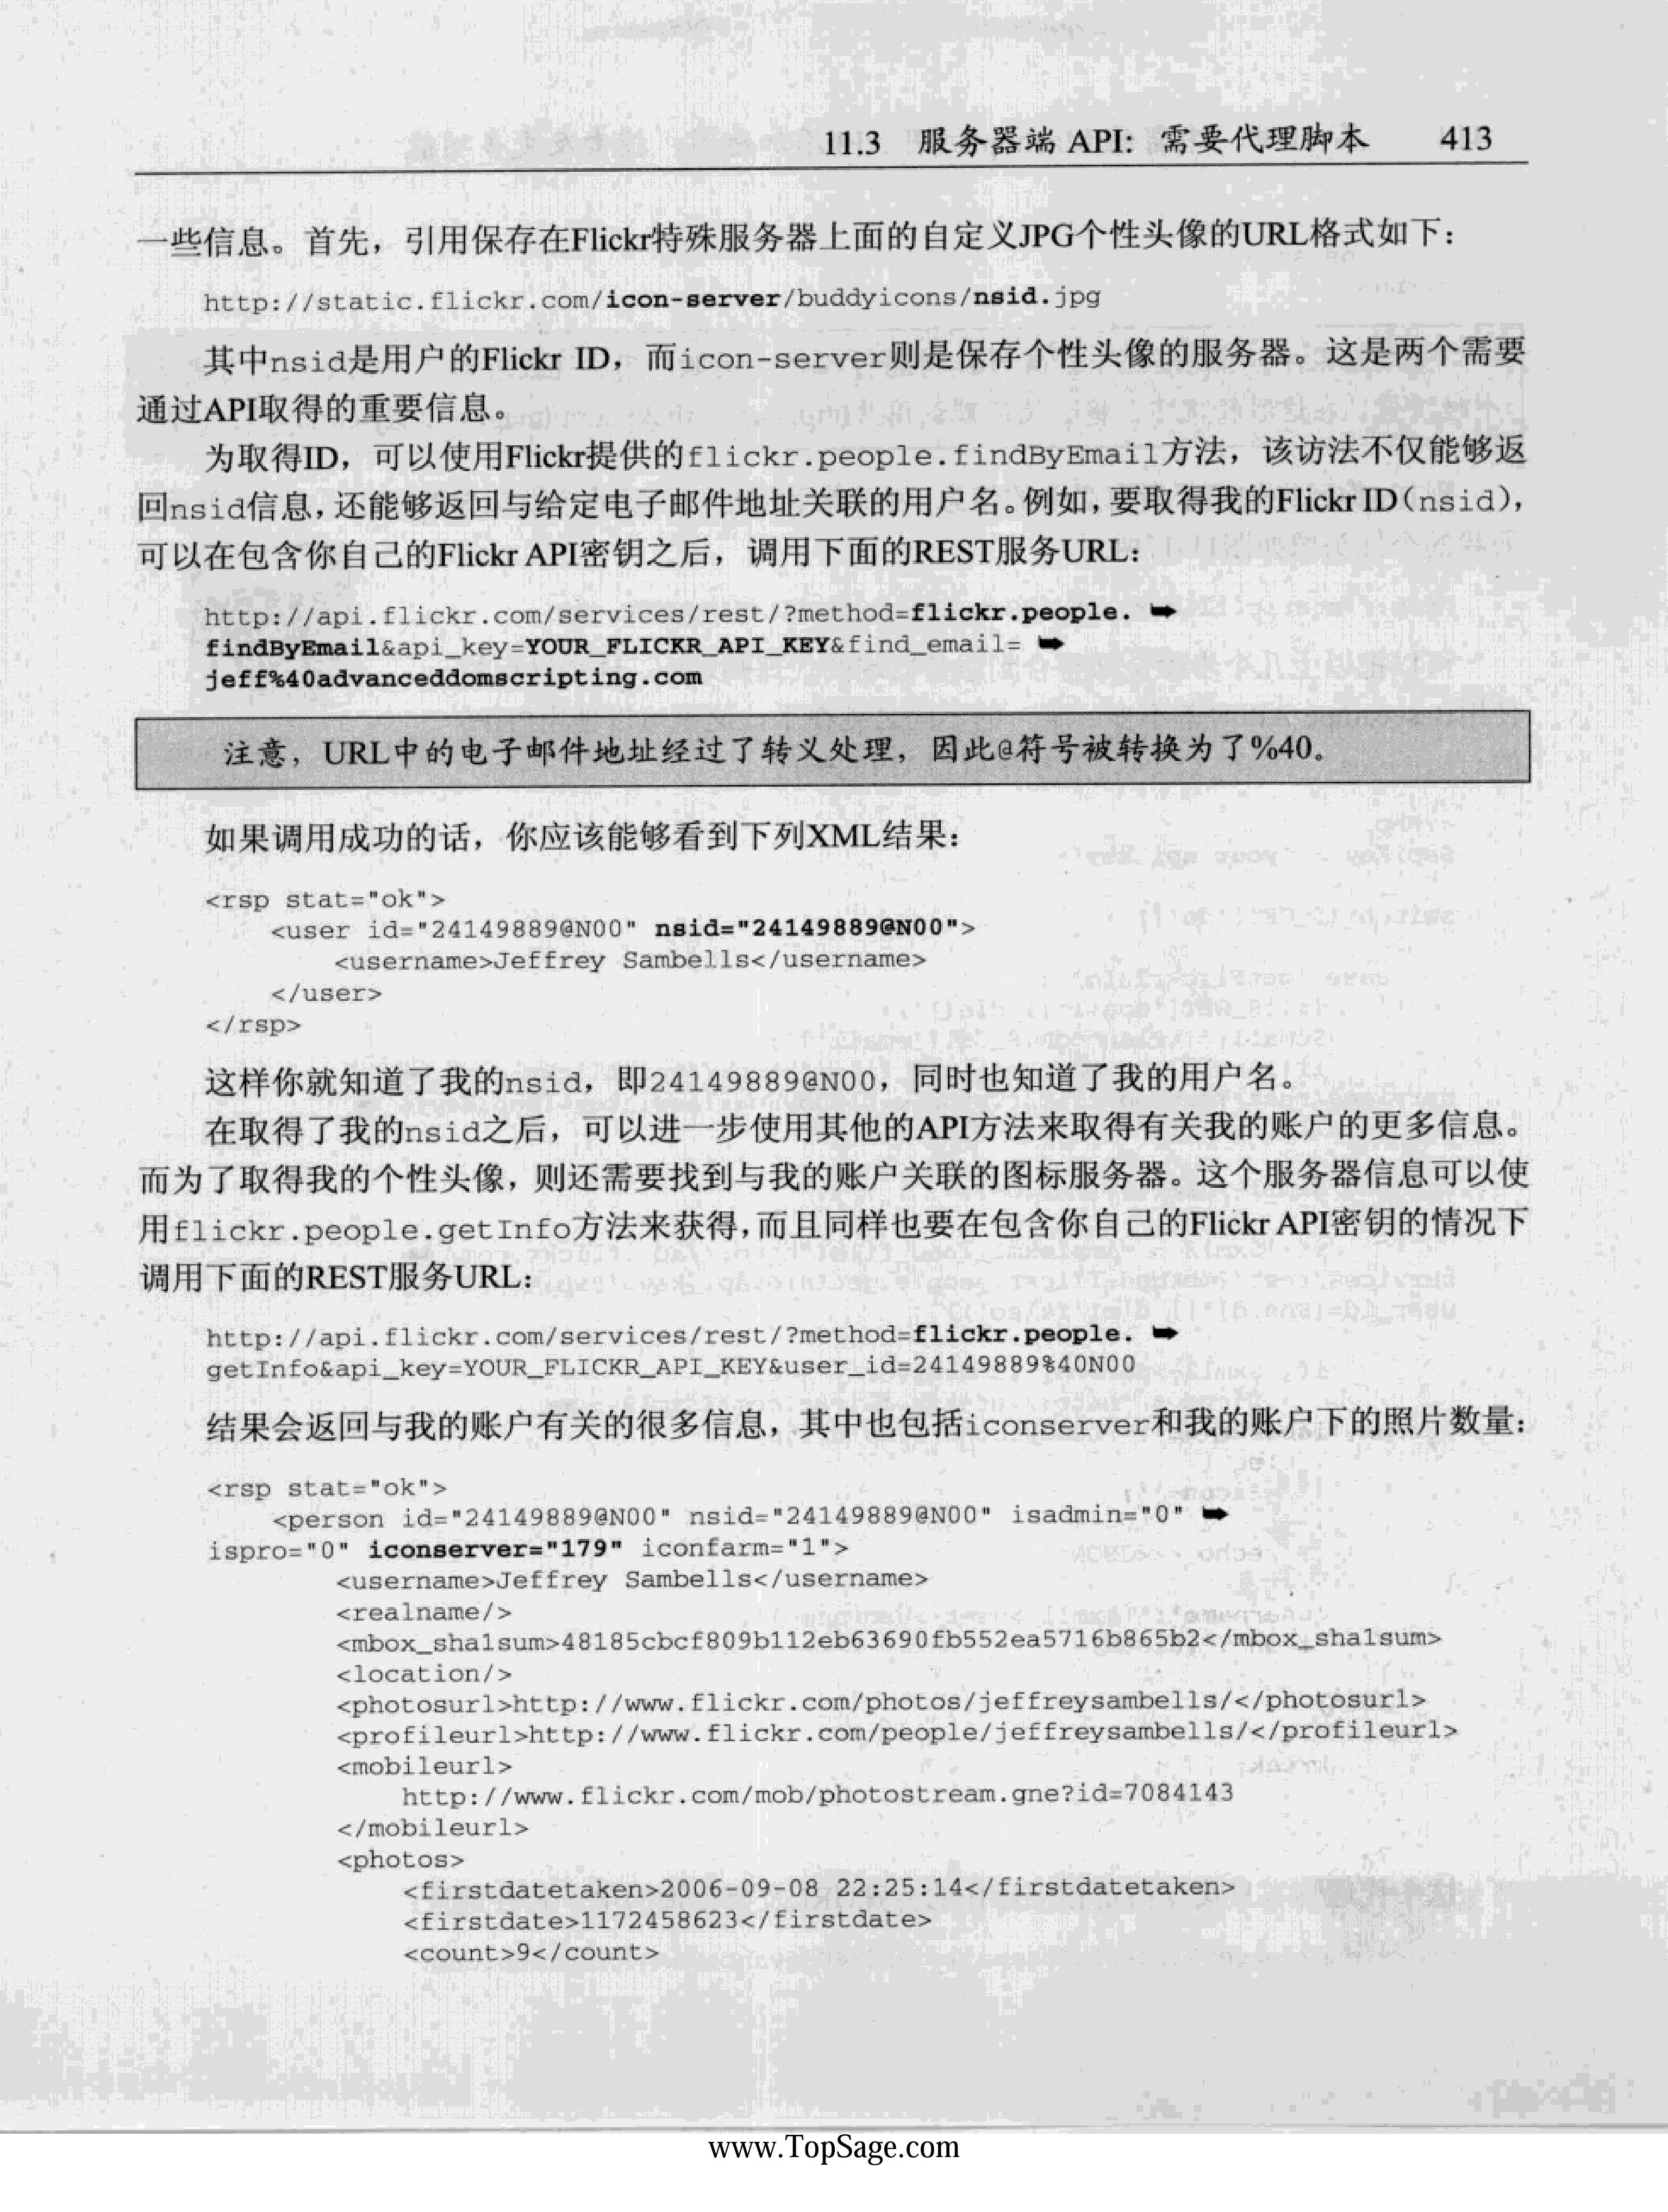 11.3 服务器端 API: 需要代理脚本 413
一些信息。首先，引用保存在Flickr特殊服务器上面的自定义JPG个性头像的URL格式如下：
http://static.flickr.com/icon-server/buddyicons/nsid.jpg
其中nsid是用户的Flickr ID，而icon-server则是保存个性头像的服务器。这是两个需要
通过API取得的重要信息。
为取得ID，可以使用Flickr提供的flickr.people.findByEmail方法，该访法不仅能够返
回nsid信息，还能够返回与给定电子邮件地址关联的用户名。例如，要取得我的Flickr ID（nsid），
可以在包含你自己的Flickr API密钥之后，调用下面的REST服务URL：
http://api.flickr.com/services/rest/?method=flickr.people. ➥
findByEmail&api_key=YOUR_FLICKR_API_KEY&find_email= ➥
jeff%40advanceddomscripting.com
注意，URL中的电子邮件地址经过了转义处理，因此@符号被转换为了%40。
如果调用成功的话，你应该能够看到下列XML结果：
<rsp stat="ok">
<user id="24149889@N00" nsid="24149889@N00">
<username>Jeffrey Sambells</username>
</user>
</rsp>
这样你就知道了我的nsid，即24149889@N00，同时也知道了我的用户名。
在取得了我的nsid之后，可以进一步使用其他的API方法来取得有关我的账户的更多信息。
而为了取得我的个性头像，则还需要找到与我的账户关联的图标服务器。这个服务器信息可以使
用flickr.people.getInfo方法来获得，而且同样也要在包含你自己的Flickr API密钥的情况下
调用下面的REST服务URL：
http://api.flickr.com/services/rest/?method=flickr.people. ➥
getInfo&api_key=YOUR_FLICKR_API_KEY&user_id=24149889%40N00
结果会返回与我的账户有关的很多信息，其中也包括iconserver和我的账户下的照片数量：
<rsp stat="ok">
<person id="24149889@N00" nsid="24149889@N00" isadmin="0" ➥
ispro="0" iconserver="179" iconfarm="1">
<username>Jeffrey Sambells</username>
<realname/>
<mbox_sha1sum>48185cbcf809b112eb63690fb552ea5716b865b2</mbox_sha1sum>
<location/>
<photosurl>http://www.flickr.com/photos/jeffreysambells/</photosurl>
<profileurl>http://www.flickr.com/people/jeffreysambells/</profileurl>
<mobileurl>
http://www.flickr.com/mob/photostream.gne?id=7084143
</mobileurl>
<photos>
<firstdatetaken>2006-09-08 22:25:14</firstdatetaken>
<firstdate>1172458623</firstdate>
<count>9</count>
www.TopSage.com